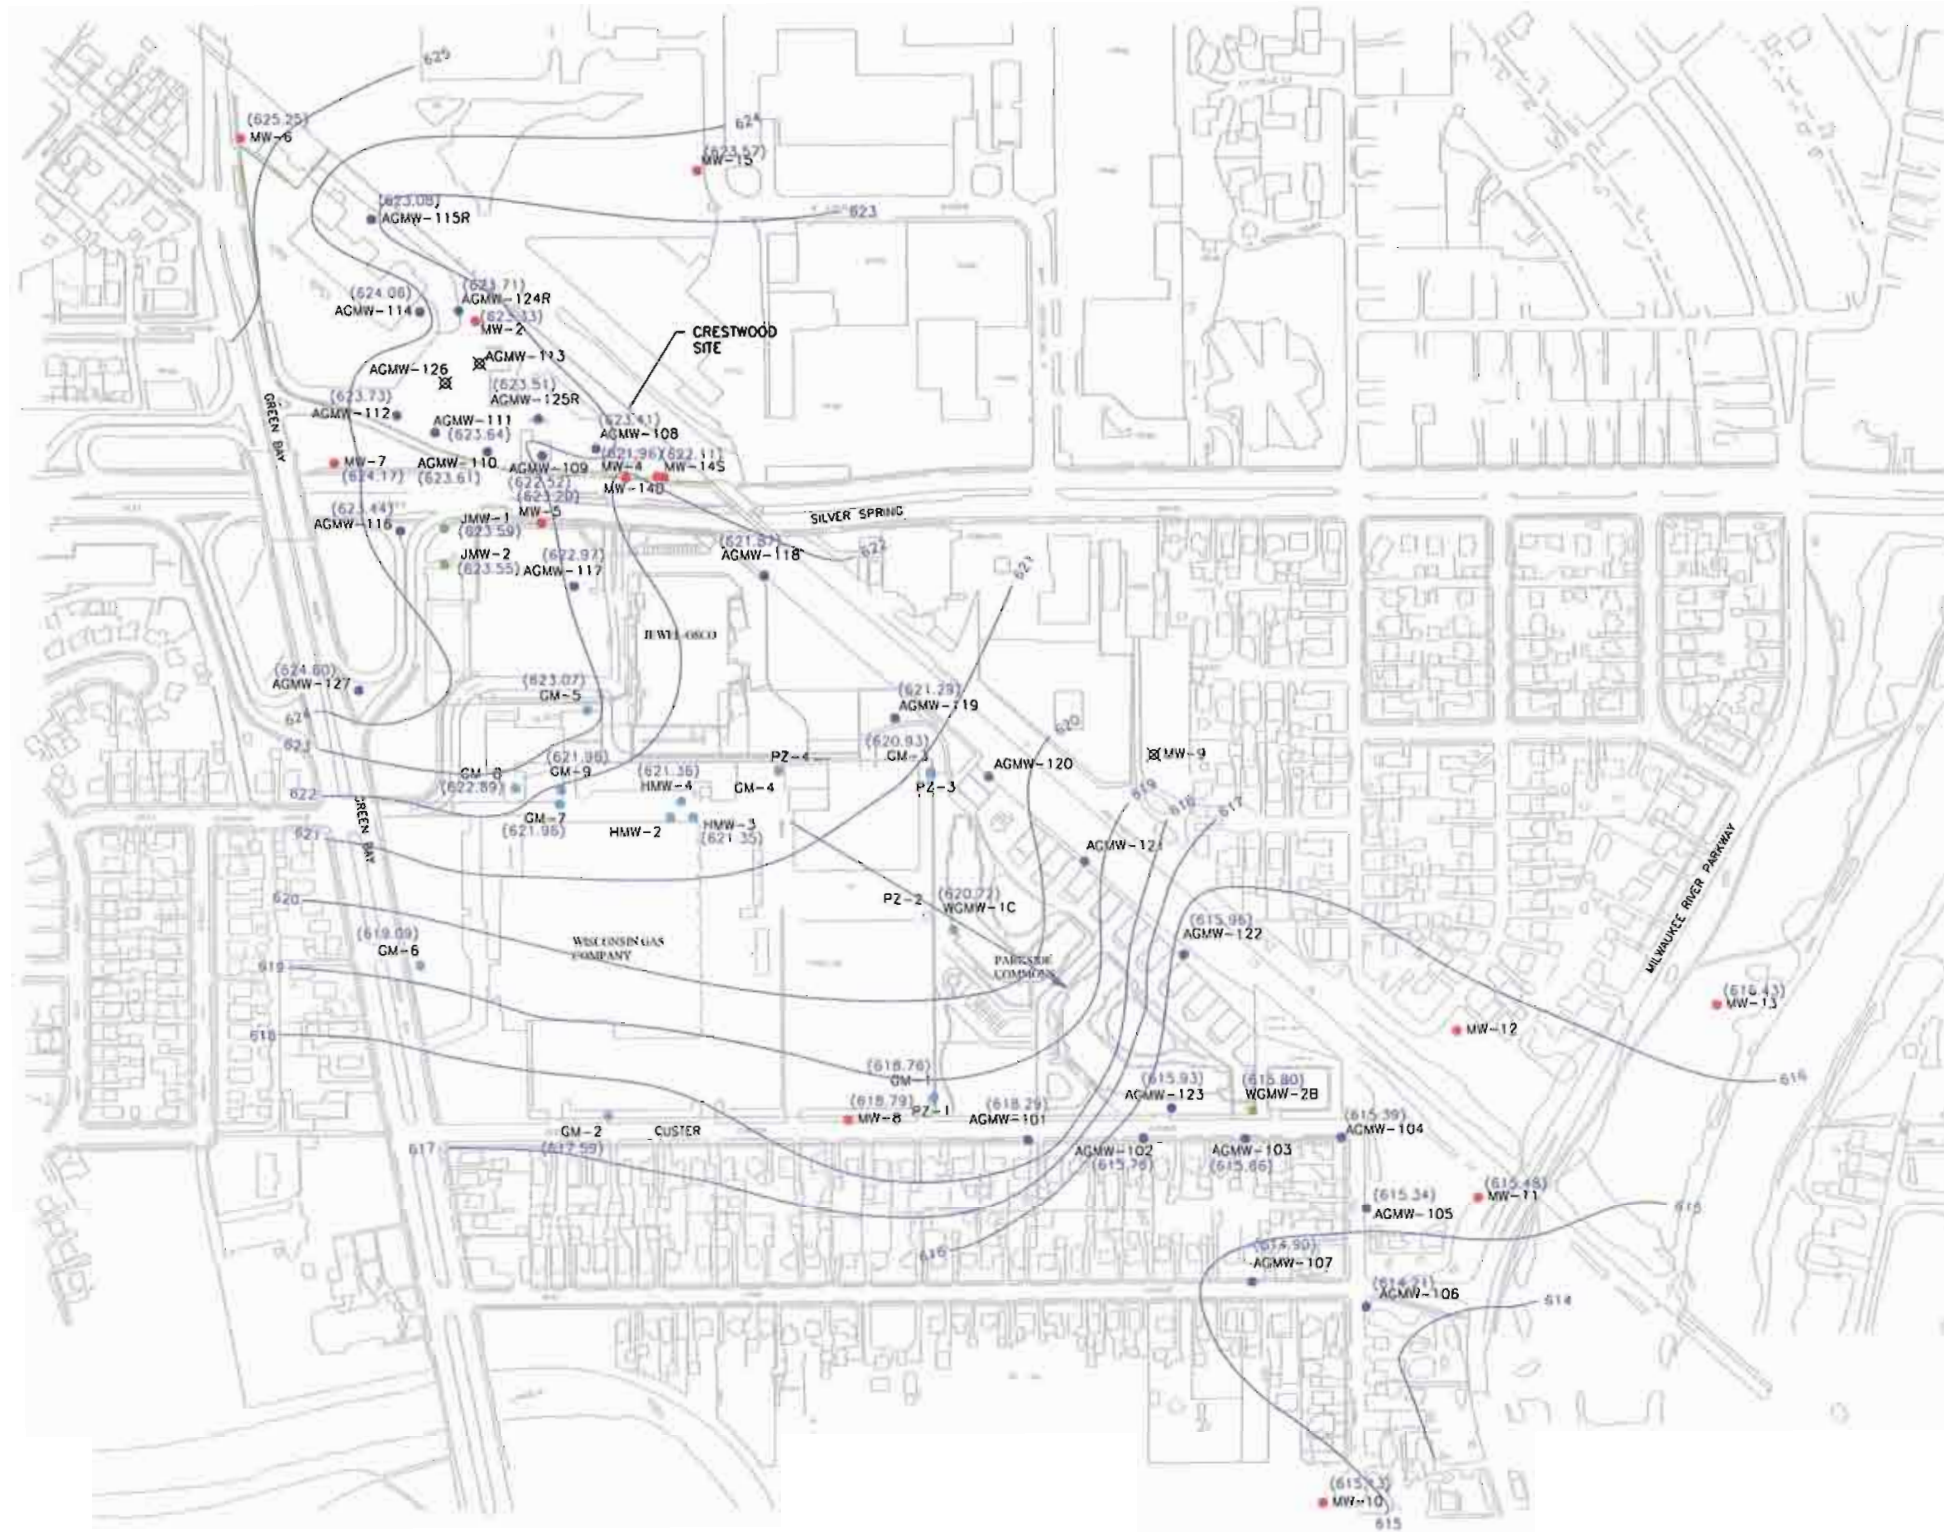 625
(625.25)
MW-6
624
(623.57)
MW-15
(623.08)
AGMW-115R
623
(624.06)
AGMW-114
(623.71)
AGMW-124R
MW-2
CRESTWOOD
SITE
AGMW-113
AGMW-126
(623.51)
AGMW-125R
(623.73)
AGMW-112
AGMW-111
(623.64)
(623.41)
AGMW-108
GREEN BAY
MW-7
(624.17)
AGMW-110
(623.61)
AGMW-109
(622.52)
(621.96)
MW-4
MW-14S
MW-14D
(623.20)
MW-5
SILVER SPRING
(623.44)
AGMW-116
JMW-1
(623.59)
JMW-2
(623.55)
(622.97)
AGMW-117
(621.87)
AGMW-118
622
621
JEWEL-OSCO
(624.60)
AGMW-127
624
623
(623.07)
GM-5
(621.29)
AGMW-119
620
(620.93)
GM-3
PZ-3
AGMW-120
MW-9
GM-8
(622.89)
(621.96)
GM-9
GM-7
(621.95)
(621.36)
HMW-4
HMW-2
HMW-3
(621.35)
PZ-4
GM-4
622
619
618
617
GREEN BAY
621
AGMW-121
MILWAUKEE RIVER PARKWAY
620
PZ-2
(620.72)
WGMW-1C
(619.09)
GM-6
WISCONSIN GAS
COMPANY
PARKSIDE
COMMONS
(615.96)
AGMW-122
619
618
MW-13
MW-12
616
(618.76)
GM-1
(618.79)
MW-8
PZ-1
(618.29)
AGMW-101
(615.93)
AGMW-123
(615.80)
WGMW-2B
(615.39)
AGMW-104
GM-2
(617.59)
CUSTER
617
AGMW-102
(615.76)
AGMW-103
(615.66)
(615.34)
AGMW-105
(615.48)
MW-11
615
616
(614.90)
AGMW-107
(614.21)
AGMW-106
614
(615.13)
MW-10
615